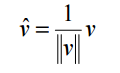 v̂ = 1/‖v‖ v